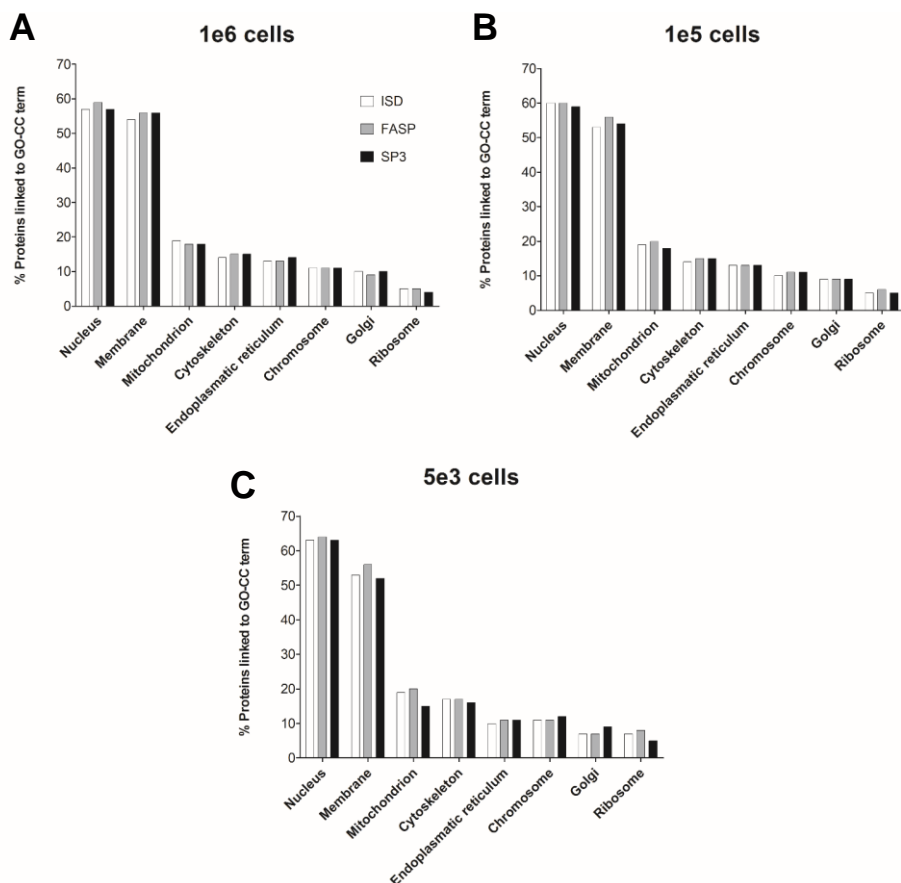 A
1e6 cells
% Proteins linked to GO-CC term
70
60
50
40
30
20
10
0
ISD
FASP
SP3
Nucleus
Membrane
Mitochondrion
Cytoskeleton
Endoplasmatic reticulum
Chromosome
Golgi
Ribosome
B
1e5 cells
% Proteins linked to GO-CC term
70
60
50
40
30
20
10
0
Nucleus
Membrane
Mitochondrion
Cytoskeleton
Endoplasmatic reticulum
Chromosome
Golgi
Ribosome
C
5e3 cells
% Proteins linked to GO-CC term
70
60
50
40
30
20
10
0
Nucleus
Membrane
Mitochondrion
Cytoskeleton
Endoplasmatic reticulum
Chromosome
Golgi
Ribosome